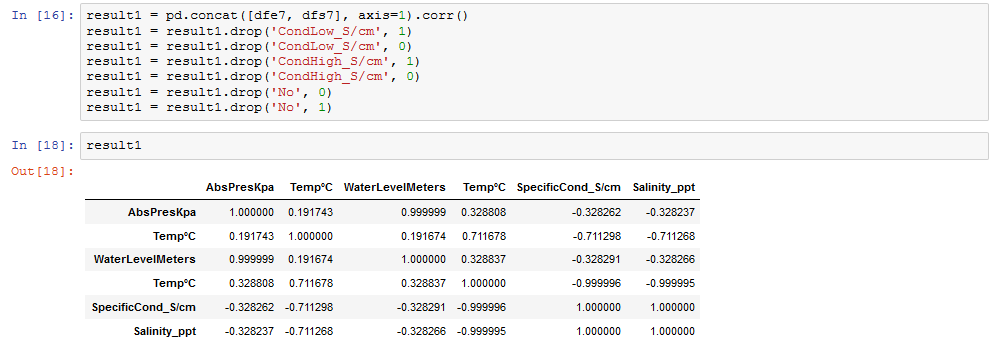 In [16]: result1 = pd.concat([dfe7, dfs7], axis=1).corr()
result1 = result1.drop('CondLow_S/cm', 1)
result1 = result1.drop('CondLow_S/cm', 0)
result1 = result1.drop('CondHigh_S/cm', 1)
result1 = result1.drop('CondHigh_S/cm', 0)
result1 = result1.drop('No', 0)
result1 = result1.drop('No', 1)
In [18]: result1
Out[18]:
AbsPresKpa Temp°C WaterLevelMeters Temp°C SpecificCond_S/cm Salinity_ppt
AbsPresKpa 1.000000 0.191743 0.999999 0.328808 -0.328262 -0.328237
Temp°C 0.191743 1.000000 0.191674 0.711678 -0.711298 -0.711268
WaterLevelMeters 0.999999 0.191674 1.000000 0.328837 -0.328291 -0.328266
Temp°C 0.328808 0.711678 0.328837 1.000000 -0.999996 -0.999995
SpecificCond_S/cm -0.328262 -0.711298 -0.328291 -0.999996 1.000000 1.000000
Salinity_ppt -0.328237 -0.711268 -0.328266 -0.999995 1.000000 1.000000